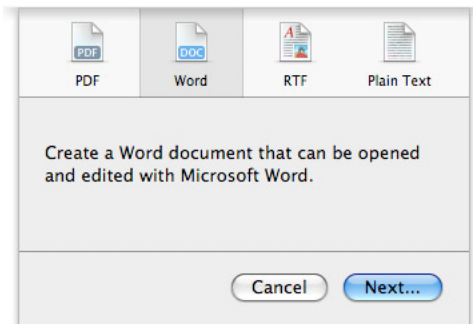 PDF DOC A
PDF Word RTF Plain Text
Create a Word document that can be opened
and edited with Microsoft Word.
Cancel Next...